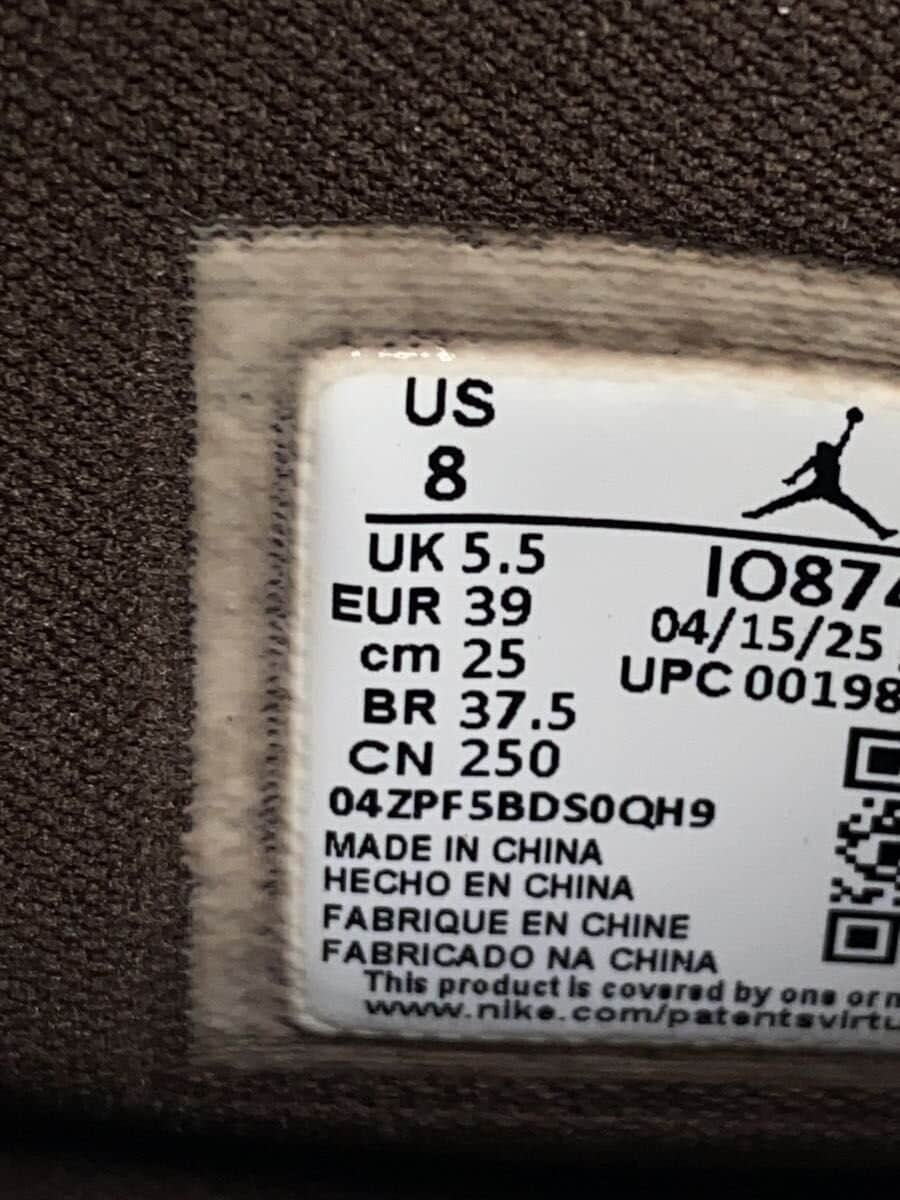 US
8
UK 5.5
EUR 39
cm 25
BR 37.5
CN 250
04ZPF5BDS0QH9
MADE IN CHINA
HECHO EN CHINA
FABRIQUE EN CHINE
FABRICADO NA CHINA
This product is covered by one or
www.nike.com/patentsvirtu
IO874
04/15/25
UPC 00198